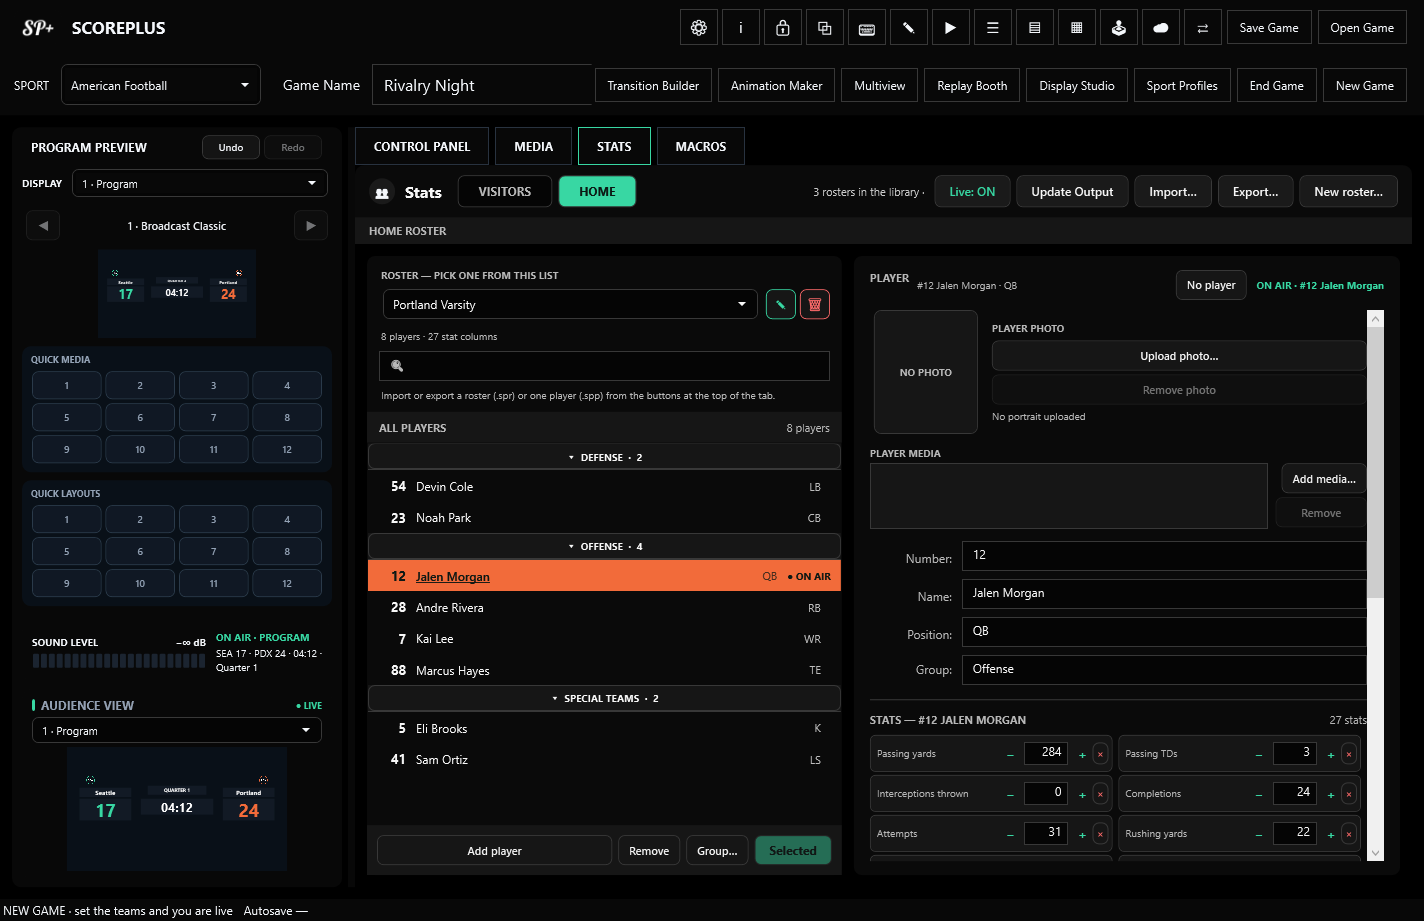 SP+ SCOREPLUS
i
Save Game
Open Game
SPORT
American Football
Game Name
Rivalry Night
Transition Builder
Animation Maker
Multiview
Replay Booth
Display Studio
Sport Profiles
End Game
New Game
PROGRAM PREVIEW
Undo
Redo
DISPLAY
1 · Program
1 · Broadcast Classic
Seattle
Portland
17
04:12
24
QUICK MEDIA
1 2 3 4
5 6 7 8
9 10 11 12
QUICK LAYOUTS
1 2 3 4
5 6 7 8
9 10 11 12
SOUND LEVEL
−∞ dB
ON AIR · PROGRAM
SEA 17 · PDX 24 · 04:12 ·
Quarter 1
AUDIENCE VIEW
• LIVE
1 · Program
Seattle
QUARTER 1
Portland
17
04:12
24
CONTROL PANEL
MEDIA
STATS
MACROS
Stats
VISITORS
HOME
3 rosters in the library ·
Live: ON
Update Output
Import...
Export...
New roster...
HOME ROSTER
ROSTER — PICK ONE FROM THIS LIST
Portland Varsity
8 players · 27 stat columns
Import or export a roster (.spr) or one player (.spp) from the buttons at the top of the tab.
ALL PLAYERS
8 players
▾ DEFENSE · 2
54 Devin Cole LB
23 Noah Park CB
▾ OFFENSE · 4
12 Jalen Morgan QB • ON AIR
28 Andre Rivera RB
7 Kai Lee WR
88 Marcus Hayes TE
▾ SPECIAL TEAMS · 2
5 Eli Brooks K
41 Sam Ortiz LS
Add player
Remove
Group...
Selected
PLAYER
#12 Jalen Morgan · QB
No player
ON AIR · #12 Jalen Morgan
NO PHOTO
PLAYER PHOTO
Upload photo...
Remove photo
No portrait uploaded
PLAYER MEDIA
Add media...
Remove
Number: 12
Name: Jalen Morgan
Position: QB
Group: Offense
STATS — #12 JALEN MORGAN
27 stats
Passing yards − 284 + ×
Passing TDs − 3 + ×
Interceptions thrown − 0 + ×
Completions − 24 + ×
Attempts − 31 + ×
Rushing yards − 22 + ×
NEW GAME · set the teams and you are live Autosave —